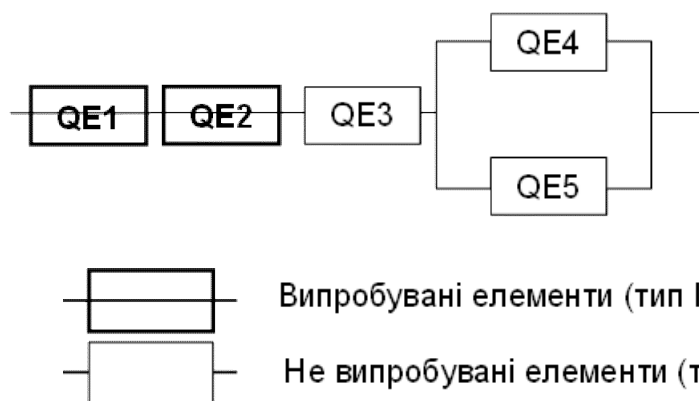 QE4
QE1 QE2 QE3
QE5
Випробувані елементи (тип
Не випробувані елементи